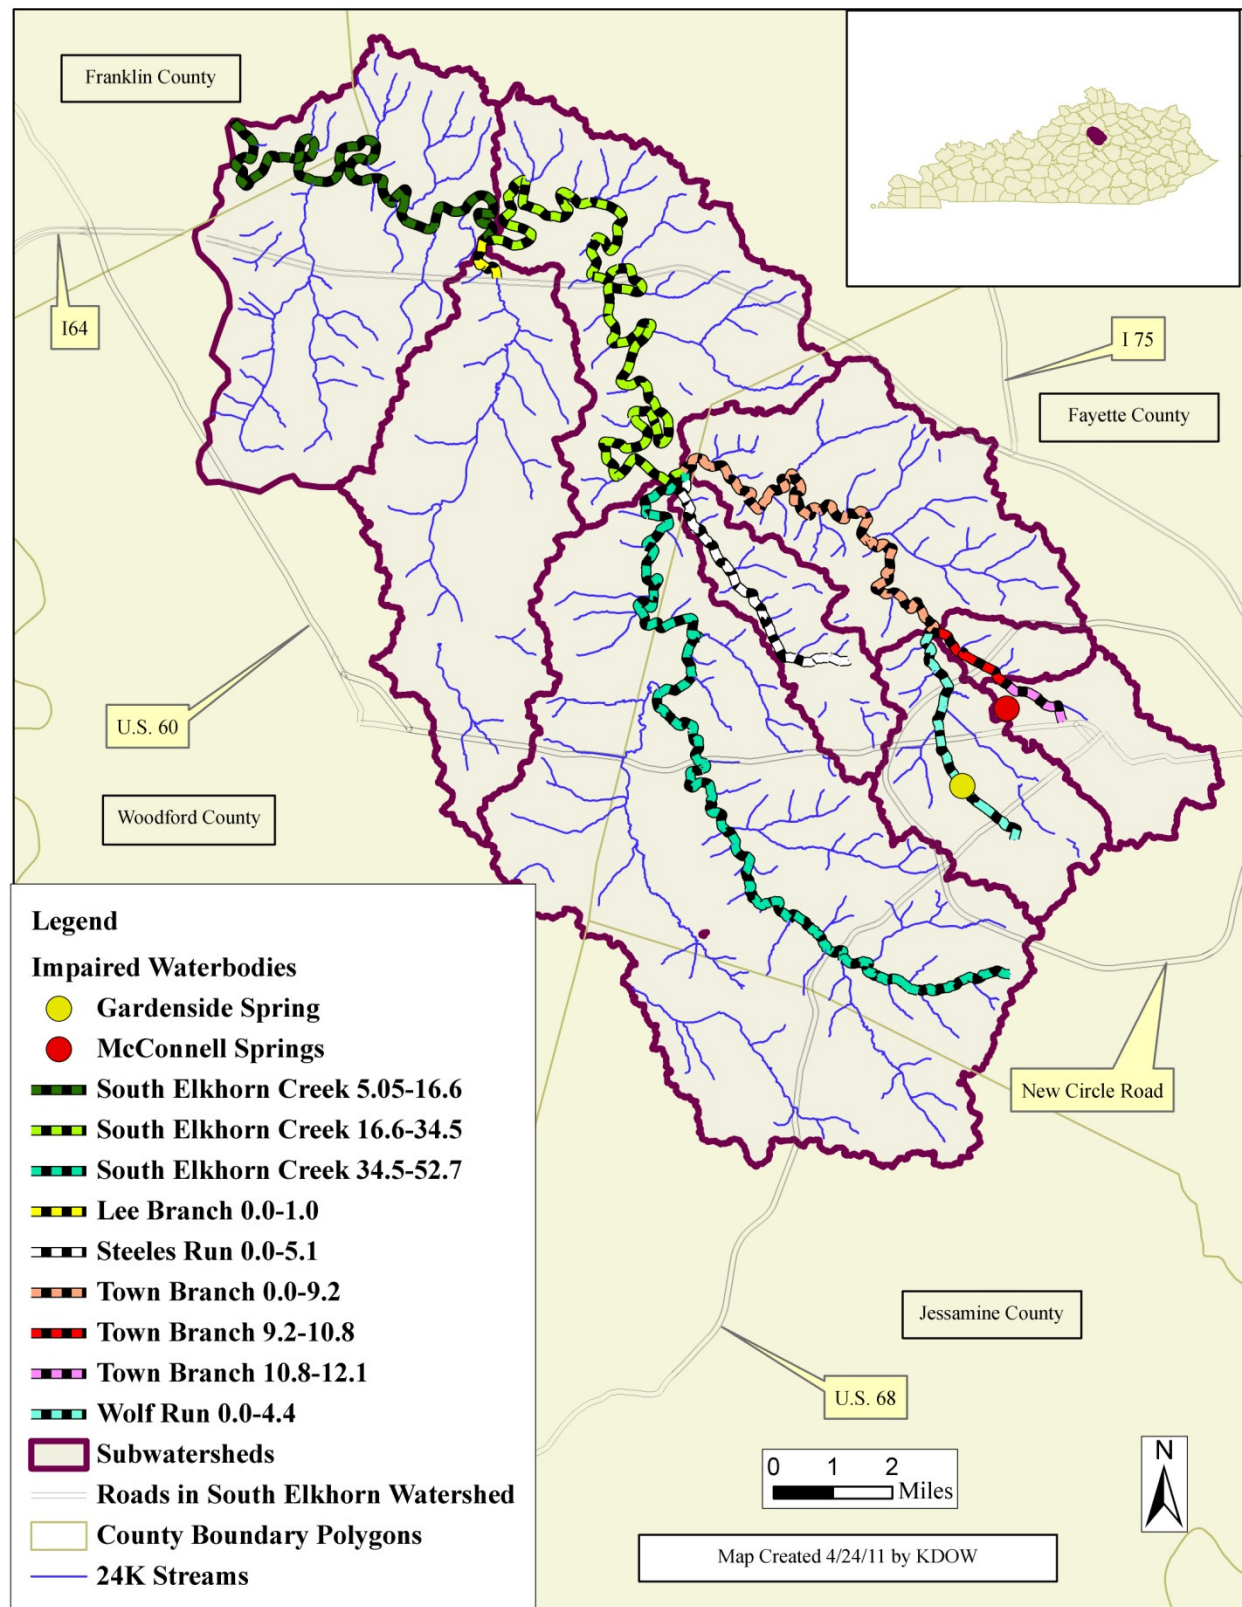 Franklin County
I64
I 75
Fayette County
U.S. 60
Woodford County
New Circle Road
Jessamine County
U.S. 68
Legend
Impaired Waterbodies
Gardenside Spring
McConnell Springs
South Elkhorn Creek 5.05-16.6
South Elkhorn Creek 16.6-34.5
South Elkhorn Creek 34.5-52.7
Lee Branch 0.0-1.0
Steeles Run 0.0-5.1
Town Branch 0.0-9.2
Town Branch 9.2-10.8
Town Branch 10.8-12.1
Wolf Run 0.0-4.4
Subwatersheds
Roads in South Elkhorn Watershed
County Boundary Polygons
24K Streams
0 1 2
Miles
N
Map Created 4/24/11 by KDOW